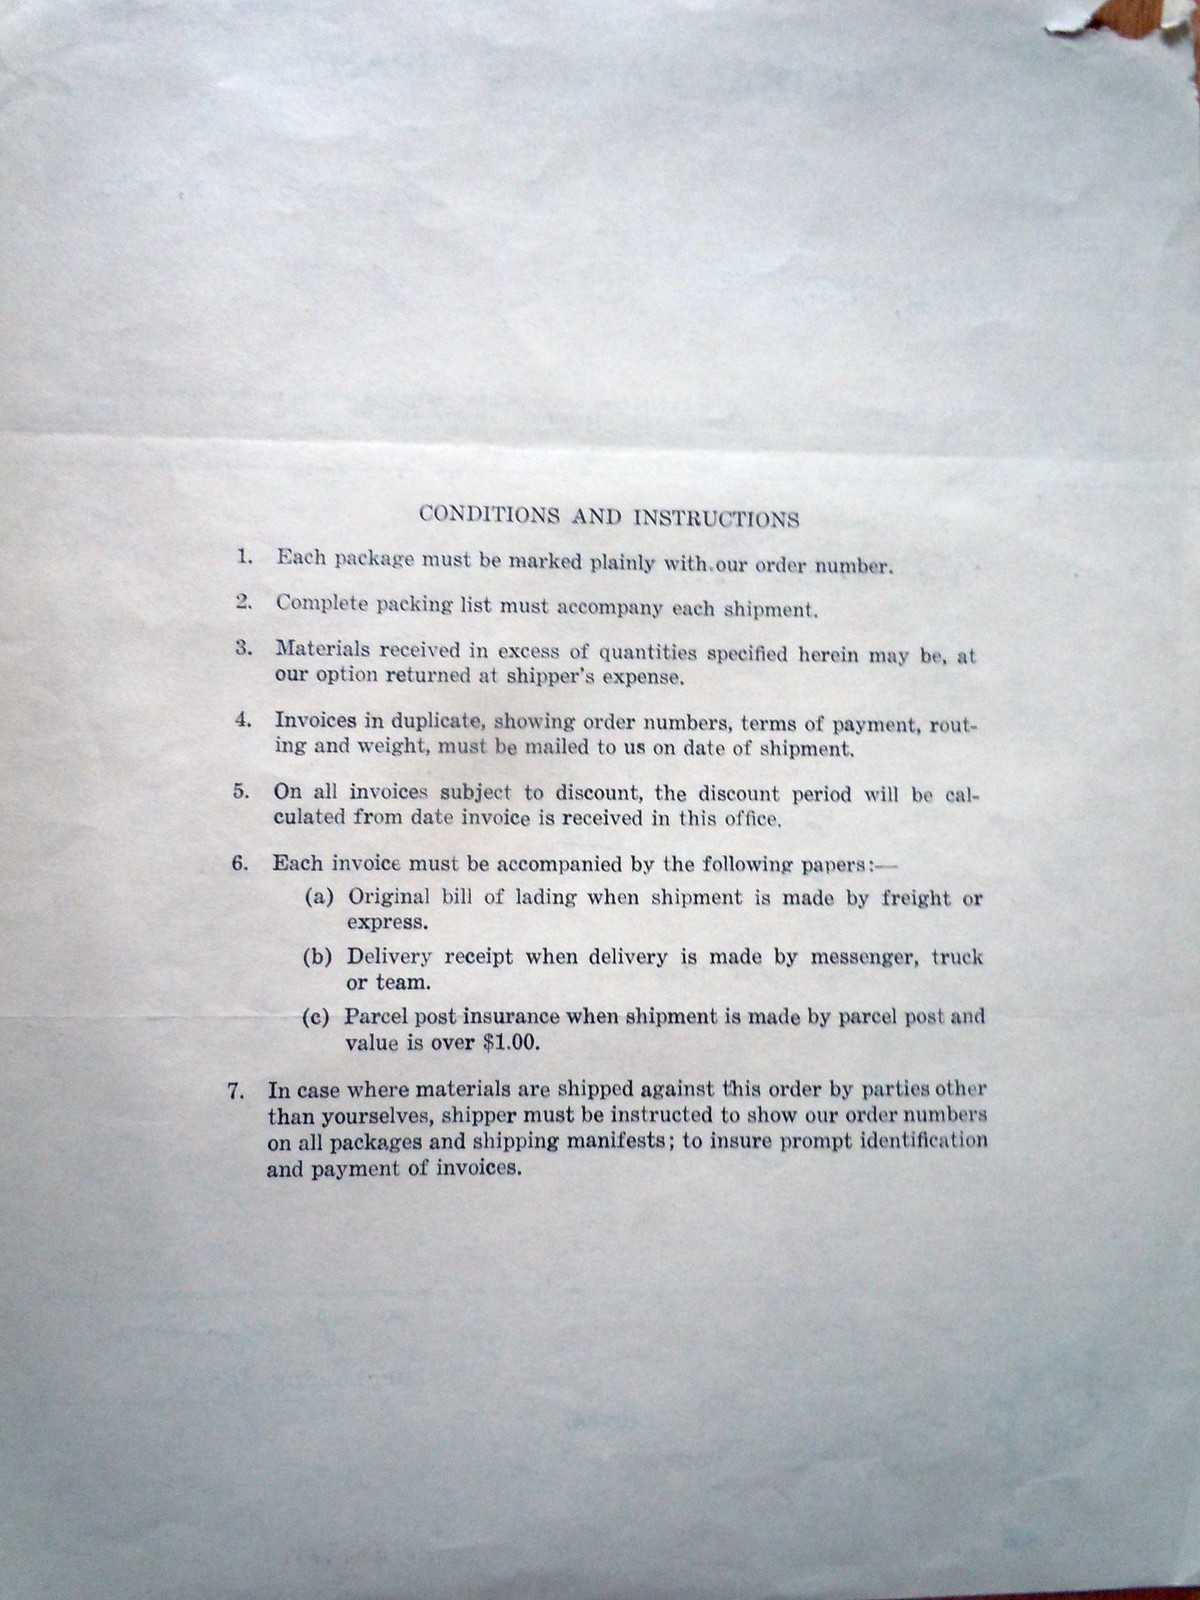 CONDITIONS AND INSTRUCTIONS
1. Each package must be marked plainly with our order number.
2. Complete packing list must accompany each shipment.
3. Materials received in excess of quantities specified herein may be, at
our option returned at shipper's expense.
4. Invoices in duplicate, showing order numbers, terms of payment, rout-
ing and weight, must be mailed to us on date of shipment.
5. On all invoices subject to discount, the discount period will be cal-
culated from date invoice is received in this office.
6. Each invoice must be accompanied by the following papers:—
(a) Original bill of lading when shipment is made by freight or
express.
(b) Delivery receipt when delivery is made by messenger, truck
or team.
(c) Parcel post insurance when shipment is made by parcel post and
value is over $1.00.
7. In case where materials are shipped against this order by parties other
than yourselves, shipper must be instructed to show our order numbers
on all packages and shipping manifests; to insure prompt identification
and payment of invoices.